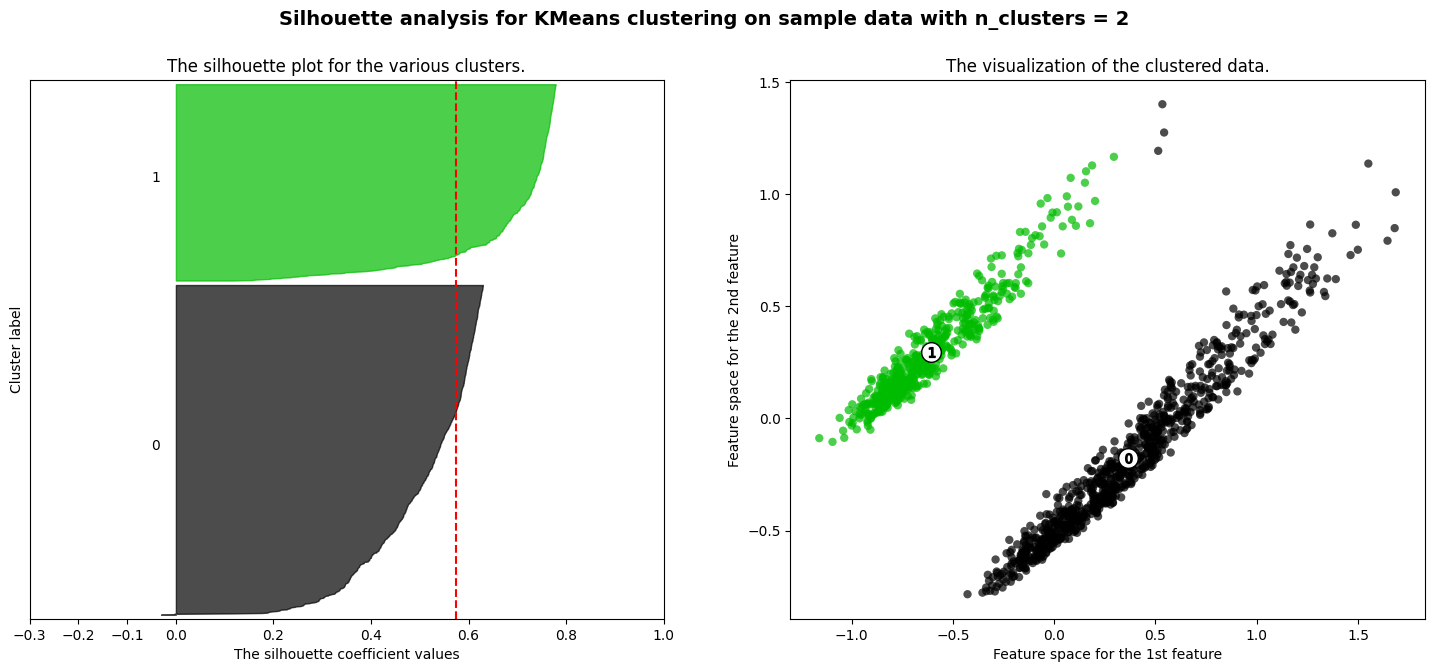 Silhouette analysis for KMeans clustering on sample data with n_clusters = 2
The silhouette plot for the various clusters.
1
0
Cluster label
−0.3 −0.2 −0.1 0.0 0.2 0.4 0.6 0.8 1.0
The silhouette coefficient values
The visualization of the clustered data.
1.5
1.0
0.5
0.0
−0.5
Feature space for the 2nd feature
1
0
−1.0 −0.5 0.0 0.5 1.0 1.5
Feature space for the 1st feature